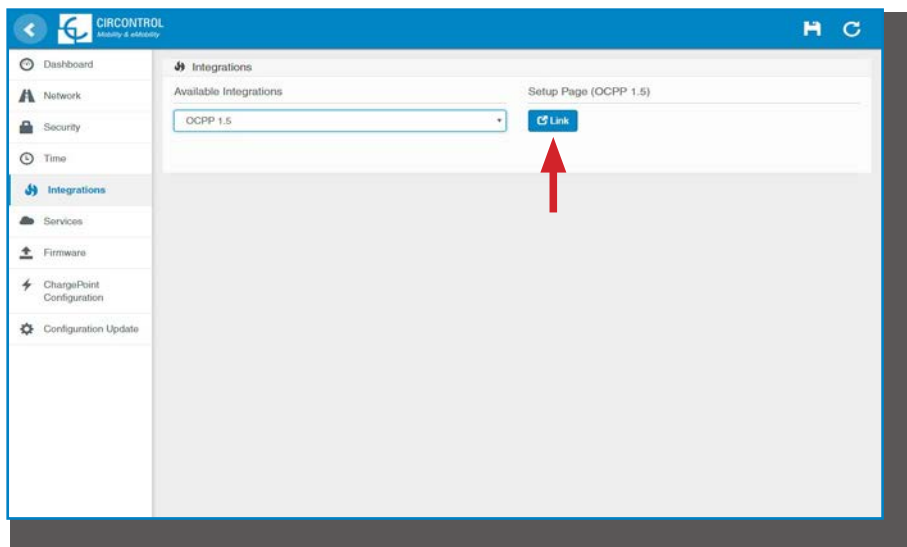 CIRCONTROL
Mobility & eMobility
Dashboard
Network
Security
Time
Integrations
Services
Firmware
ChargePoint
Configuration
Configuration Update
Integrations
Available Integrations
OCPP 1.5
Setup Page (OCPP 1.5)
Link